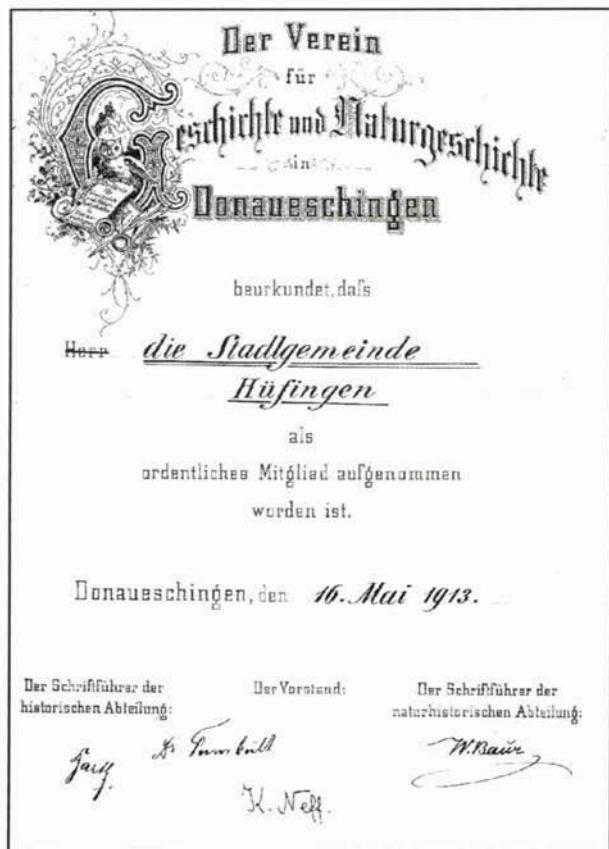 Der Verein
für
Geschichte und Naturgeschichte
in
Donaueschingen
beurkundet, daſs
Herr die Stadtgemeinde
Hüfingen
als
ordentliches Mitglied aufgenommen
worden ist.
Donaueschingen, den 16. Mai 1913.
Der Schriftführer der
historischen Abteilung:
Der Vorstand:
Der Schriftführer der
naturhistorischen Abteilung:
Dr Tumbült
W. Baur
K. Neff.